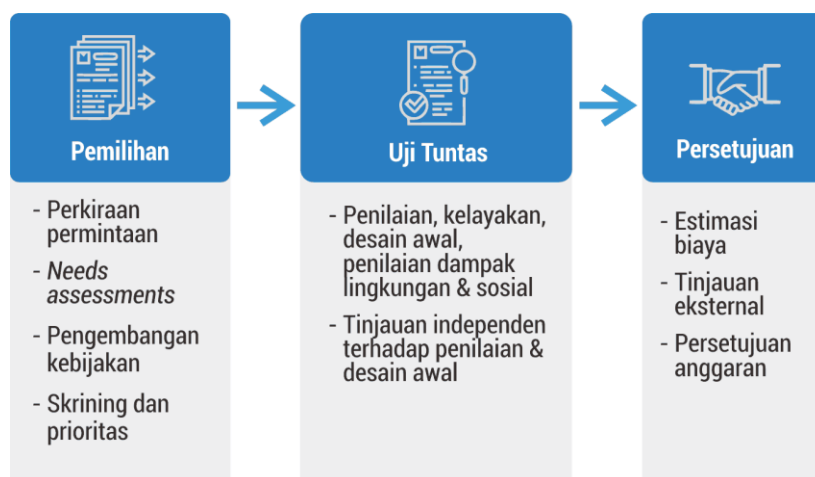 Pemilihan
- Perkiraan
permintaan
- Needs
assessments
- Pengembangan
kebijakan
- Skrining dan
prioritas
Uji Tuntas
- Penilaian, kelayakan,
desain awal,
penilaian dampak
lingkungan & sosial
- Tinjauan independen
terhadap penilaian &
desain awal
Persetujuan
- Estimasi
biaya
- Tinjauan
eksternal
- Persetujuan
anggaran